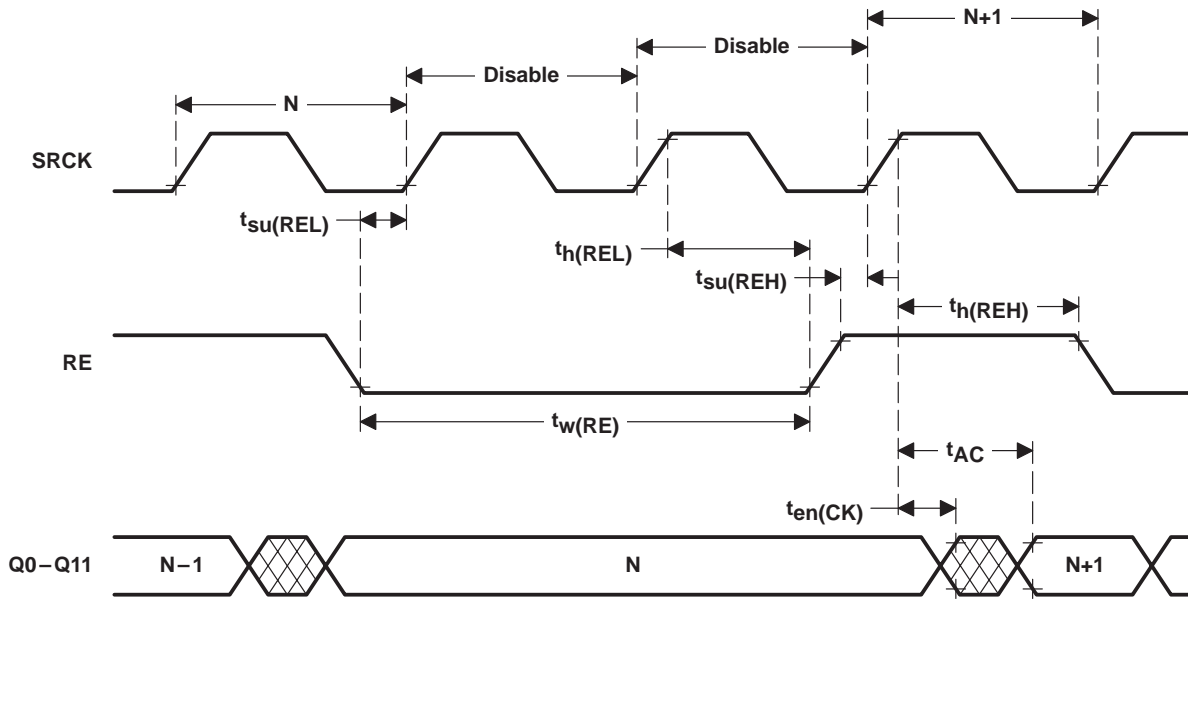 N+1
Disable
Disable
N
SRCK
tsu(REL)
th(REL)
tsu(REH)
th(REH)
RE
tw(RE)
tAC
ten(CK)
Q0–Q11
N–1
N
N+1